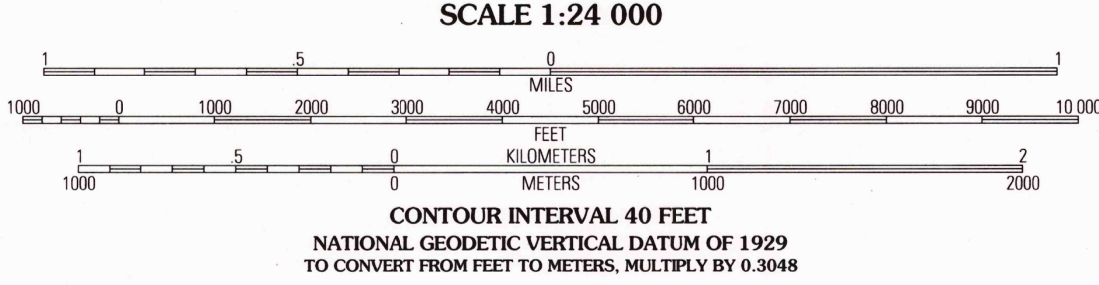 SCALE 1:24 000
1 .5 0 1
MILES
1000 0 1000 2000 3000 4000 5000 6000 7000 8000 9000 10 000
FEET
1 .5 0 KILOMETERS 1 2
1000 0 METERS 1000 2000
CONTOUR INTERVAL 40 FEET
NATIONAL GEODETIC VERTICAL DATUM OF 1929
TO CONVERT FROM FEET TO METERS, MULTIPLY BY 0.3048